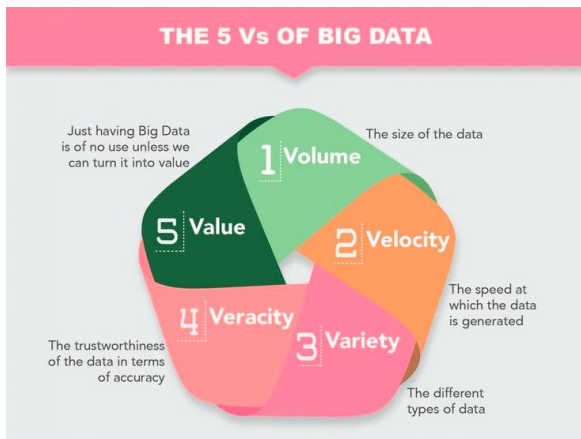 THE 5 Vs OF BIG DATA
Just having Big Data
is of no use unless we
can turn it into value
1 Volume
The size of the data
5 Value
2 Velocity
The speed at
which the data
is generated
4 Veracity
3 Variety
The trustworthiness
of the data in terms
of accuracy
The different
types of data